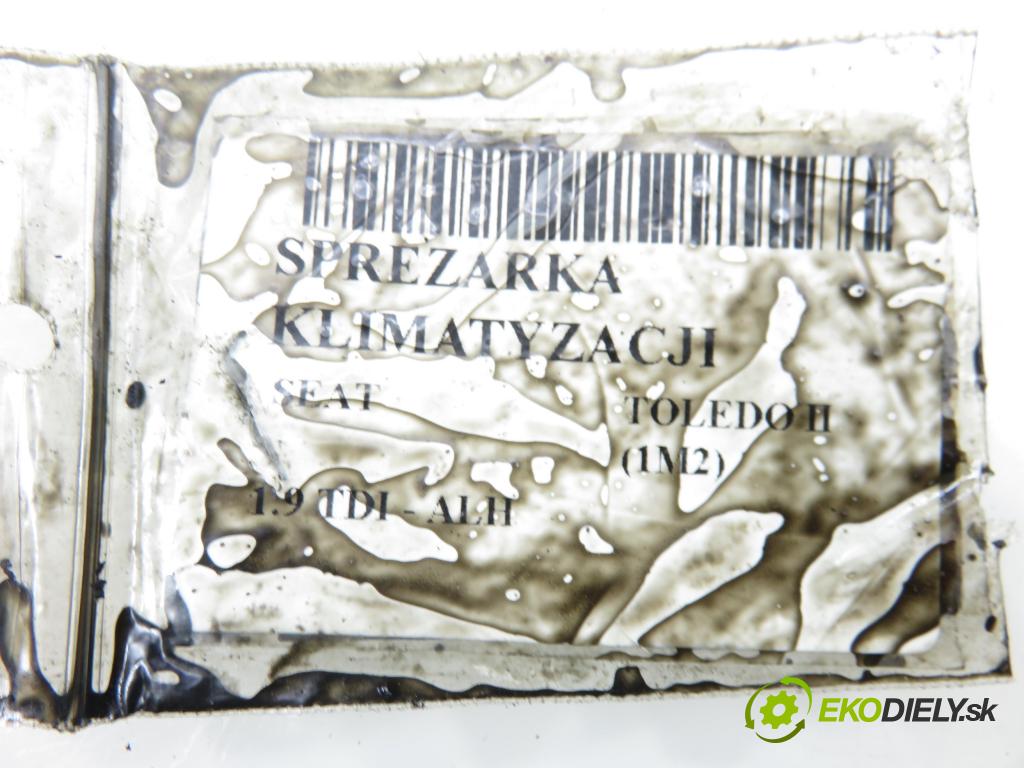 SPREZARKA
KLIMATYZACJI
SEAT TOLEDO II
(1M2)
1.9 TDI - ALH
EKODIELY.sk